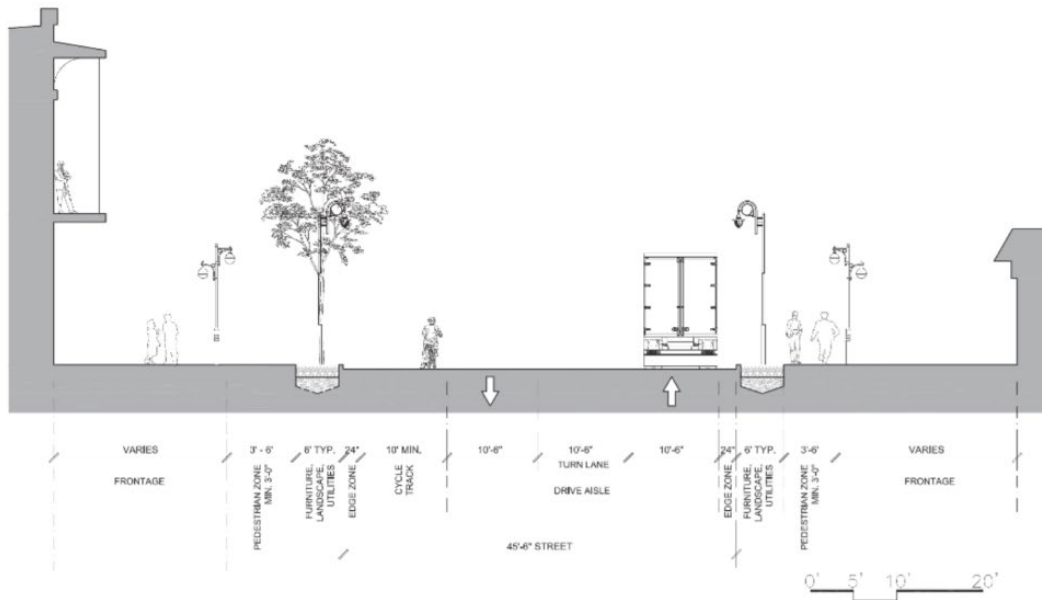 VARIES
FRONTAGE
3' - 6'
PEDESTRIAN ZONE
MIN. 3'-0"
6' TYP.
FURNITURE,
LANDSCAPE,
UTILITIES
24"
EDGE ZONE
10' MIN.
CYCLE
TRACK
10'-6"
10'-6"
TURN LANE
DRIVE AISLE
10'-6"
24"
EDGE ZONE
6' TYP.
FURNITURE,
LANDSCAPE,
UTILITIES
3'-6'
PEDESTRIAN ZONE
MIN. 3'-0"
VARIES
FRONTAGE
45'-6" STREET
0' 5' 10' 20'